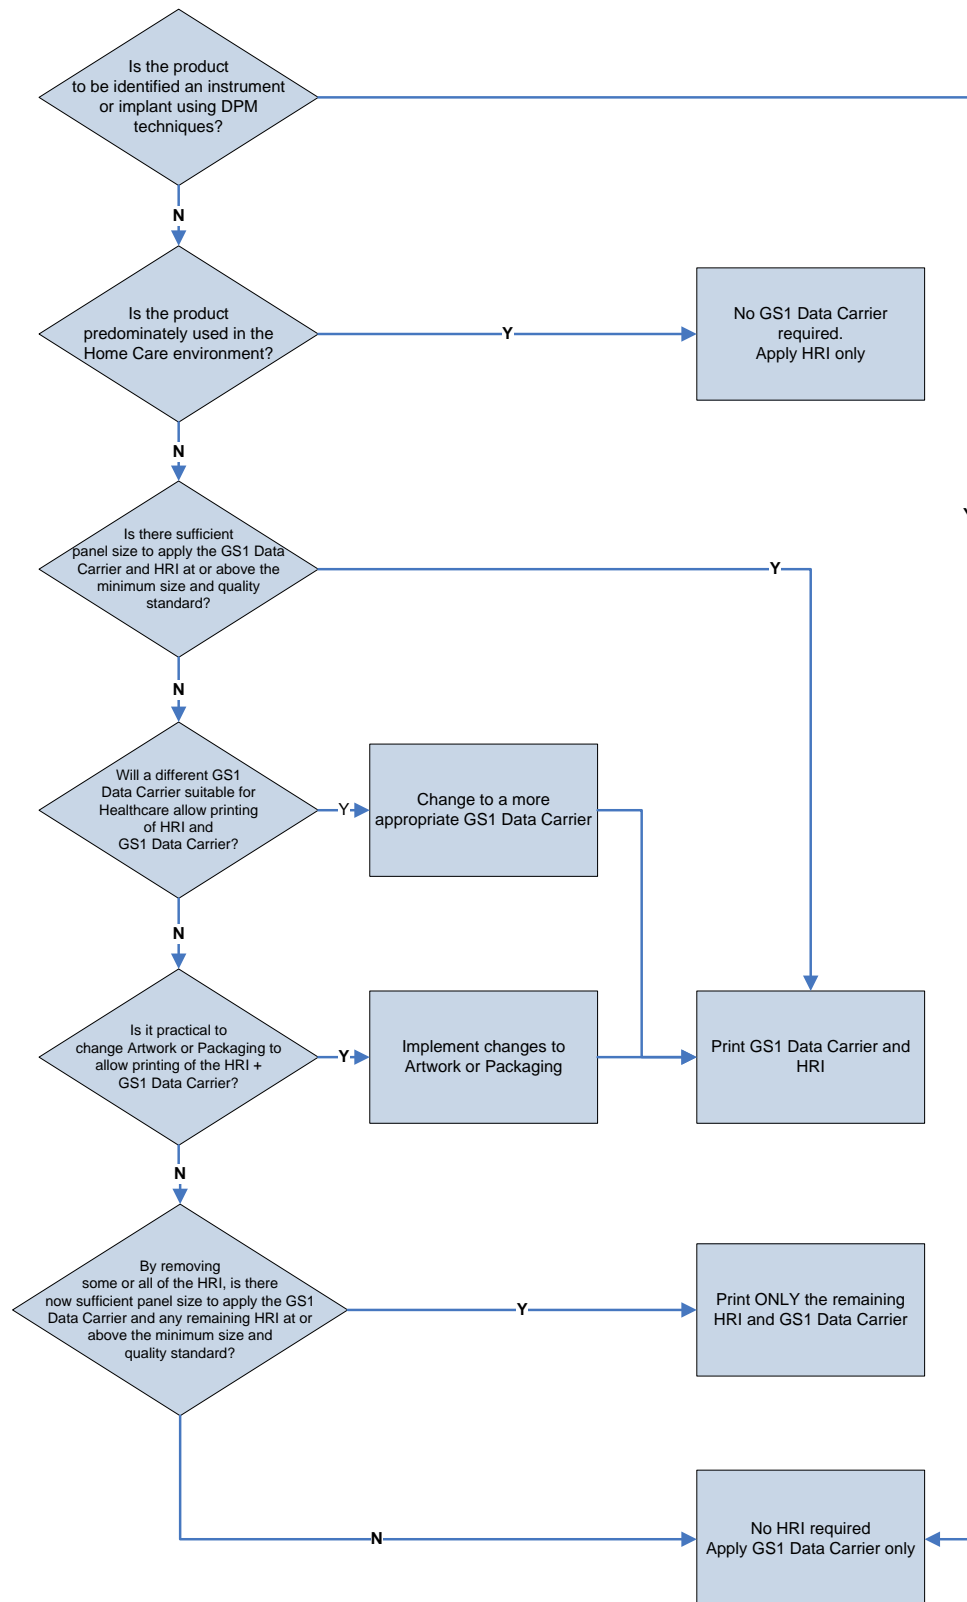 Is the product
to be identified an instrument
or implant using DPM
techniques?
N
Is the product
predominately used in the
Home Care environment?
Y
No GS1 Data Carrier
required.
Apply HRI only
N
Y
Is there sufficient
panel size to apply the GS1 Data
Carrier and HRI at or above the
minimum size and quality
standard?
Y
N
Will a different GS1
Data Carrier suitable for
Healthcare allow printing
of HRI and
GS1 Data Carrier?
Y
Change to a more
appropriate GS1 Data Carrier
N
Is it practical to
change Artwork or Packaging to
allow printing of the HRI +
GS1 Data Carrier?
Y
Implement changes to
Artwork or Packaging
Print GS1 Data Carrier and
HRI
N
By removing
some or all of the HRI, is there
now sufficient panel size to apply the GS1
Data Carrier and any remaining HRI at or
above the minimum size and
quality standard?
Y
Print ONLY the remaining
HRI and GS1 Data Carrier
N
No HRI required
Apply GS1 Data Carrier only